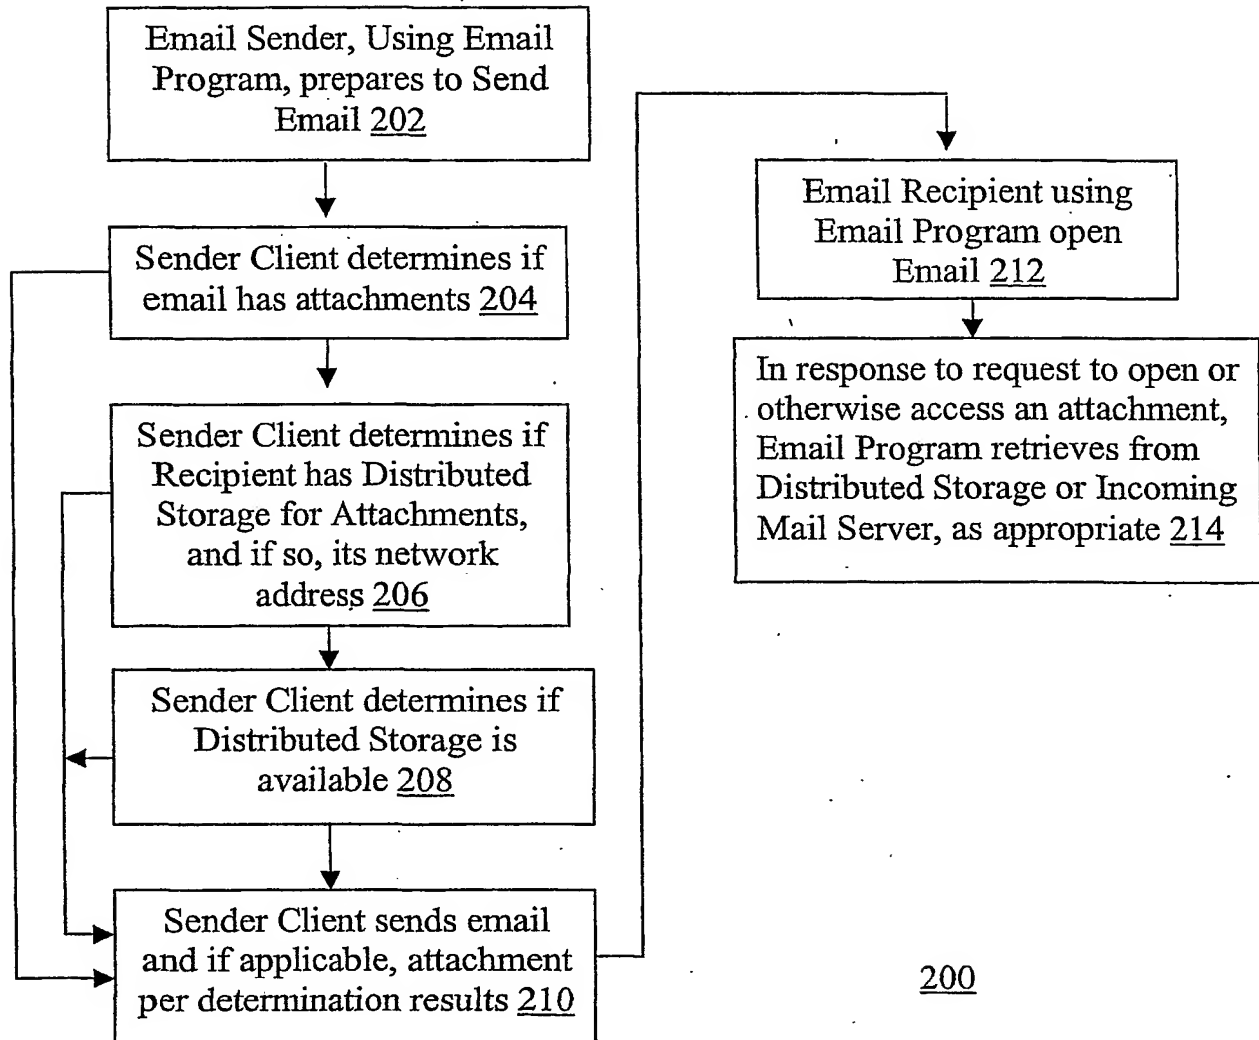 Email Sender, Using Email
Program, prepares to Send
Email 202
Sender Client determines if
email has attachments 204
Sender Client determines if
Recipient has Distributed
Storage for Attachments,
and if so, its network
address 206
Sender Client determines if
Distributed Storage is
available 208
Sender Client sends email
and if applicable, attachment
per determination results 210
Email Recipient using
Email Program open
Email 212
In response to request to open or
otherwise access an attachment,
Email Program retrieves from
Distributed Storage or Incoming
Mail Server, as appropriate 214
200